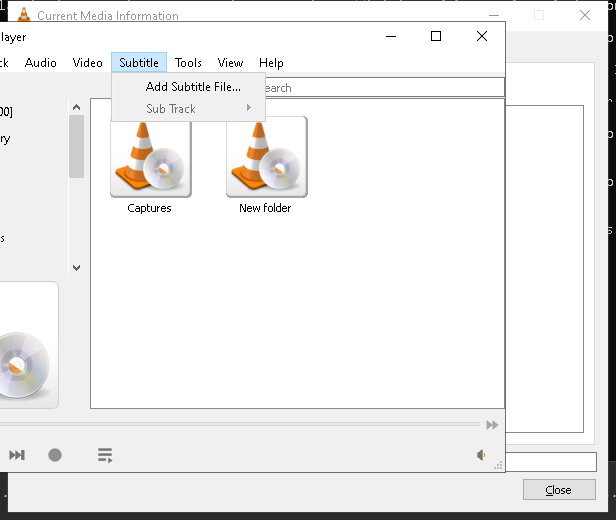 Current Media Information
layer
ck Audio Video Subtitle Tools View Help
Add Subtitle File...
Sub Track
earch
00]
ry
s
Captures
New folder
Close